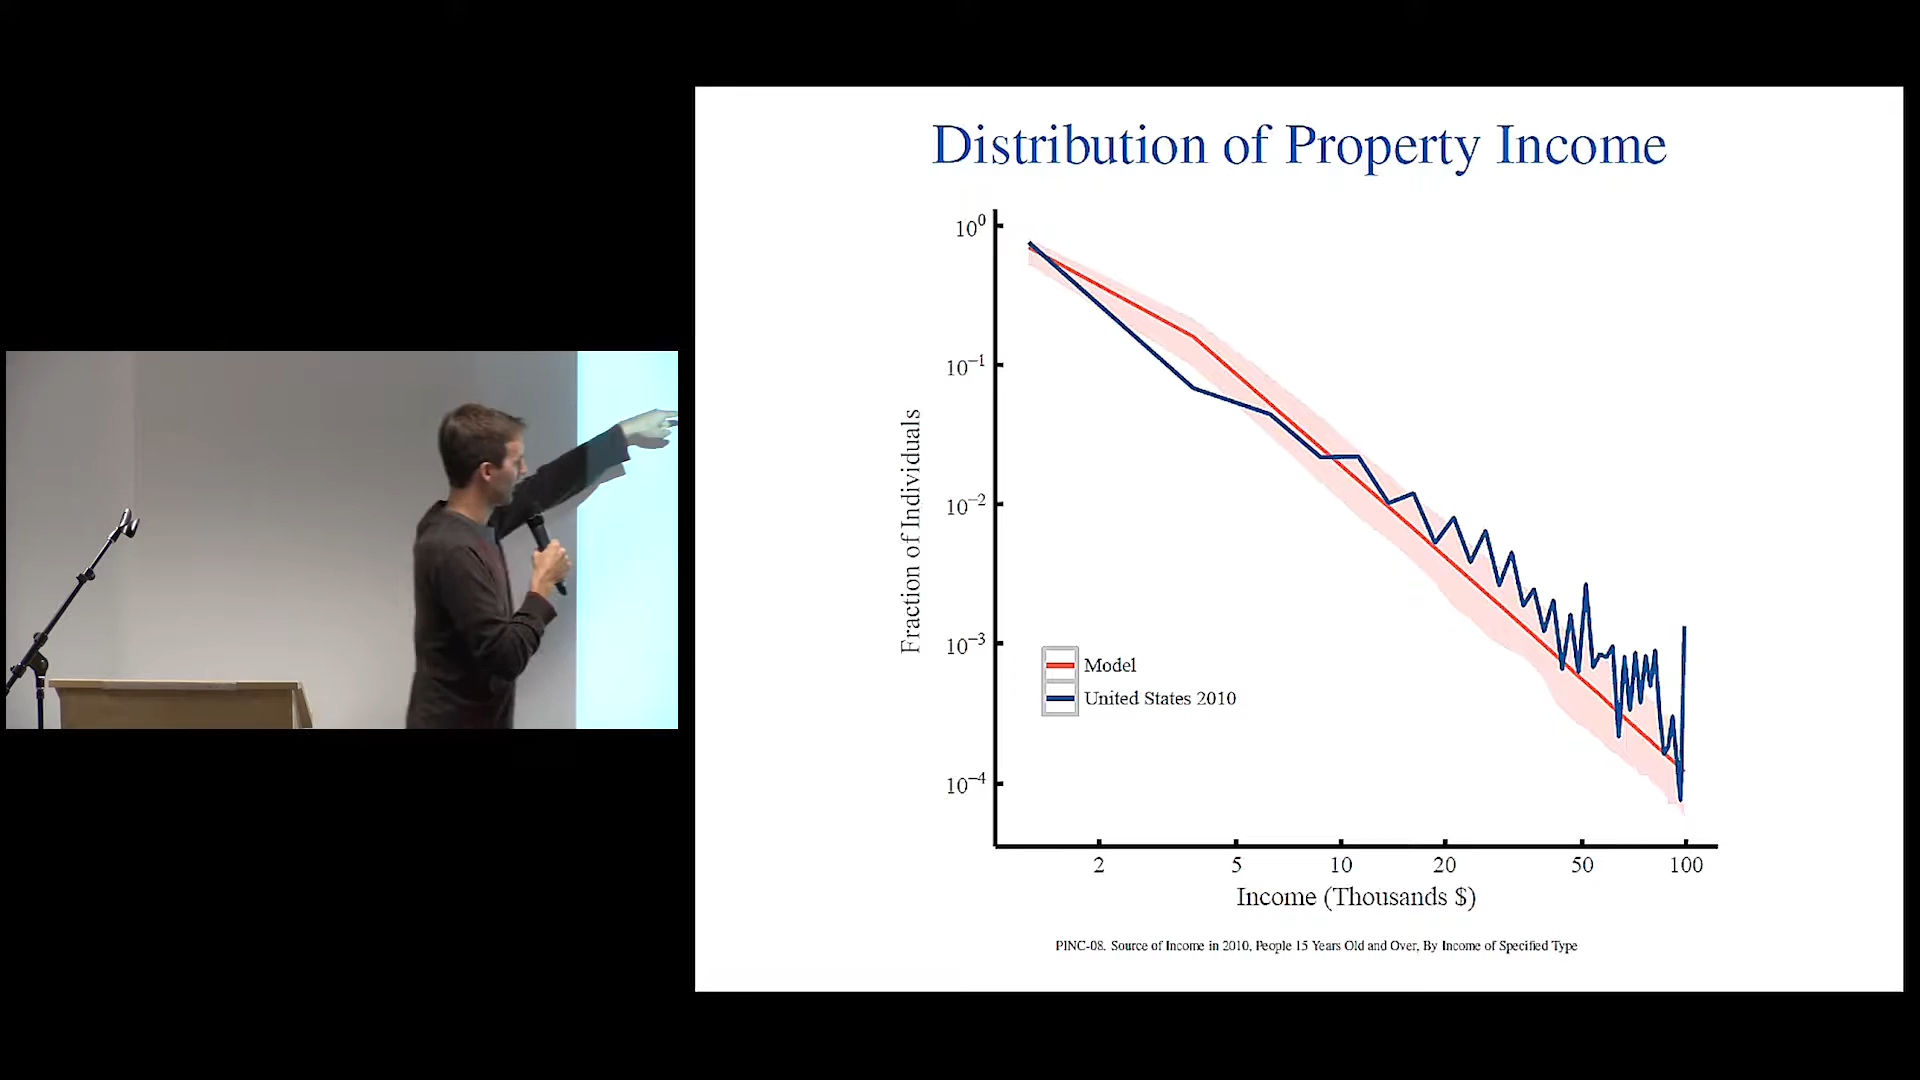 Distribution of Property Income
10⁰
10⁻¹
10⁻²
10⁻³
10⁻⁴
Fraction of Individuals
Model
United States 2010
2 5 10 20 50 100
Income (Thousands $)
PINC-08. Source of Income in 2010, People 15 Years Old and Over, By Income of Specified Type